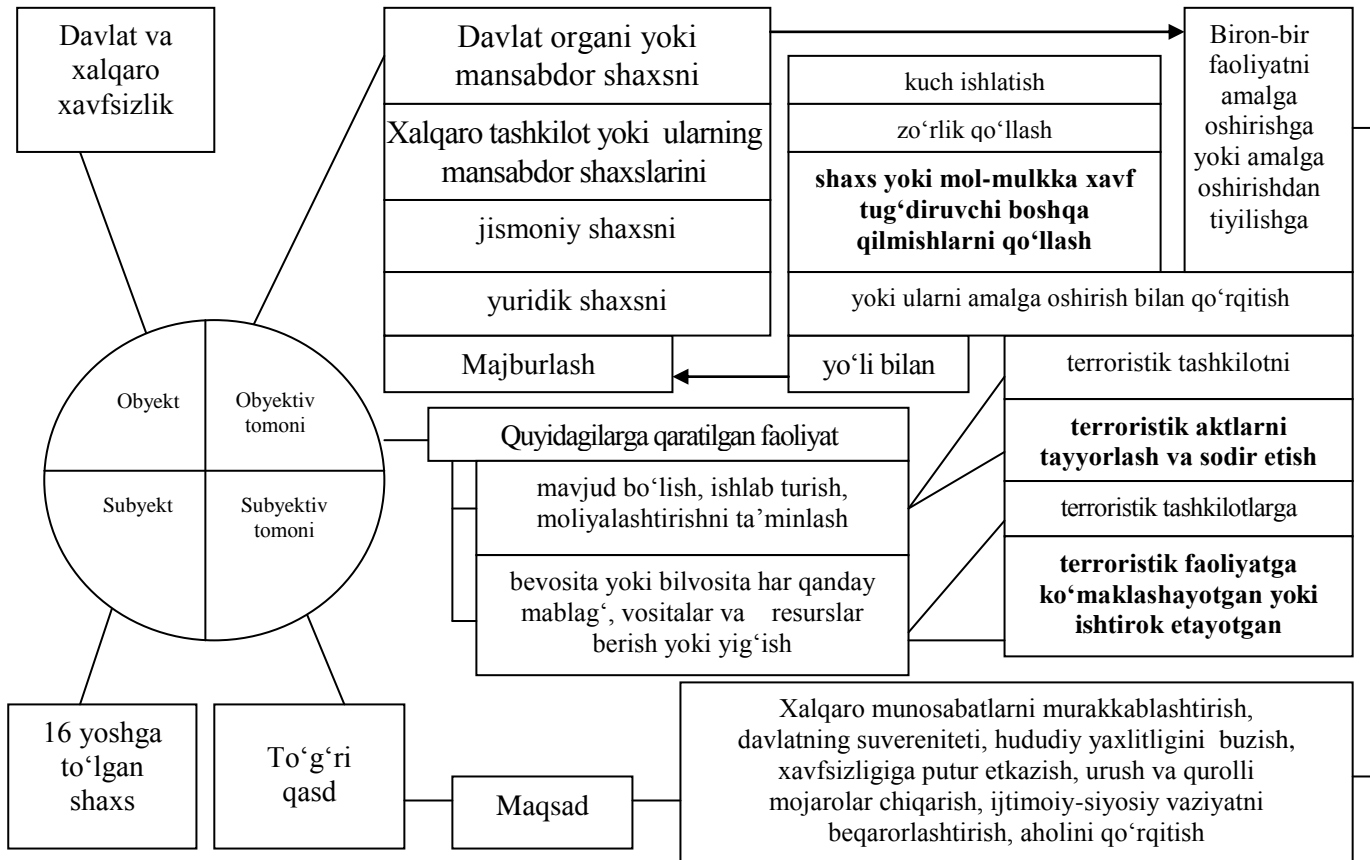 Davlat va
xalqaro
xavfsizlik
Davlat organi yoki
mansabdor shaxsni
Xalqaro tashkilot yoki ularning
mansabdor shaxslarini
jismoniy shaxsni
yuridik shaxsni
Majburlash
kuch ishlatish
zo‘rlik qo‘llash
shaxs yoki mol-mulkka xavf
tug‘diruvchi boshqa
qilmishlarni qo‘llash
yoki ularni amalga oshirish bilan qo‘rqitish
yo‘li bilan
Biron-bir
faoliyatni
amalga
oshirishga
yoki amalga
oshirishdan
tiyilishga
Obyekt
Obyektiv
tomoni
Subyekt
Subyektiv
tomoni
Quyidagilarga qaratilgan faoliyat
mavjud bo‘lish, ishlab turish,
moliyalashtirishni ta’minlash
bevosita yoki bilvosita har qanday
mablag‘, vositalar va resurslar
berish yoki yig‘ish
terroristik tashkilotni
terroristik aktlarni
tayyorlash va sodir etish
terroristik tashkilotlarga
terroristik faoliyatga
ko‘maklashayotgan yoki
ishtirok etayotgan
16 yoshga
to‘lgan
shaxs
To‘g‘ri
qasd
Maqsad
Xalqaro munosabatlarni murakkablashtirish,
davlatning suvereniteti, hududiy yaxlitligini buzish,
xavfsizligiga putur etkazish, urush va qurolli
mojarolar chiqarish, ijtimoiy-siyosiy vaziyatni
beqarorlashtirish, aholini qo‘rqitish